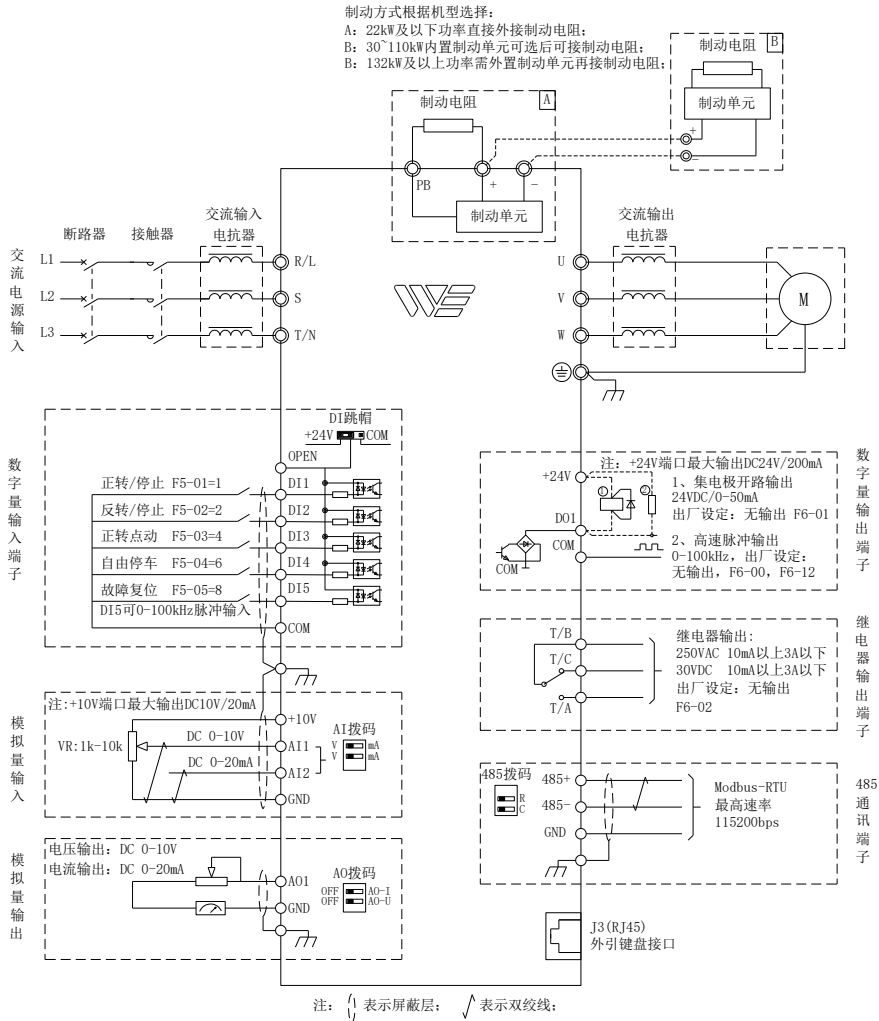 制动方式根据机型选择:
A: 22kW及以下功率直接外接制动电阻;
B: 30~110kW内置制动单元可选后可接制动电阻;
B: 132kW及以上功率需外置制动单元再接制动电阻;
制动电阻 B
制动单元
+
-
制动电阻 A
PB + -
制动单元
交流电源输入
断路器 接触器 交流输入电抗器
L1 R/L
L2 S
L3 T/N
交流输出电抗器
U
V
W
M
数字量输入端子
DI跳帽
+24V COM
OPEN
正转/停止 F5-01=1 DI1
反转/停止 F5-02=2 DI2
正转点动 F5-03=4 DI3
自由停车 F5-04=6 DI4
故障复位 F5-05=8 DI5
DI5可0-100kHz脉冲输入
COM
数字量输出端子
注: +24V端口最大输出DC24V/200mA
+24V
① ②
1、集电极开路输出
24VDC/0-50mA
出厂设定: 无输出 F6-01
DO1
COM
COM
2、高速脉冲输出
0-100kHz, 出厂设定:
无输出, F6-00, F6-12
继电器输出端子
T/B
T/C
T/A
继电器输出:
250VAC 10mA以上3A以下
30VDC 10mA以上3A以下
出厂设定: 无输出
F6-02
模拟量输入
注:+10V端口最大输出DC10V/20mA
+10V
VR:1k-10k
DC 0-10V AI1
DC 0-20mA AI2
GND
AI拨码
V mA
V mA
485通讯端子
485拨码
R
C
485+
485-
GND
Modbus-RTU
最高速率
115200bps
模拟量输出
电压输出: DC 0-10V
电流输出: DC 0-20mA
AO1
GND
AO拨码
OFF AO-I
OFF AO-U
J3(RJ45)
外引键盘接口
注: 表示屏蔽层; 表示双绞线;